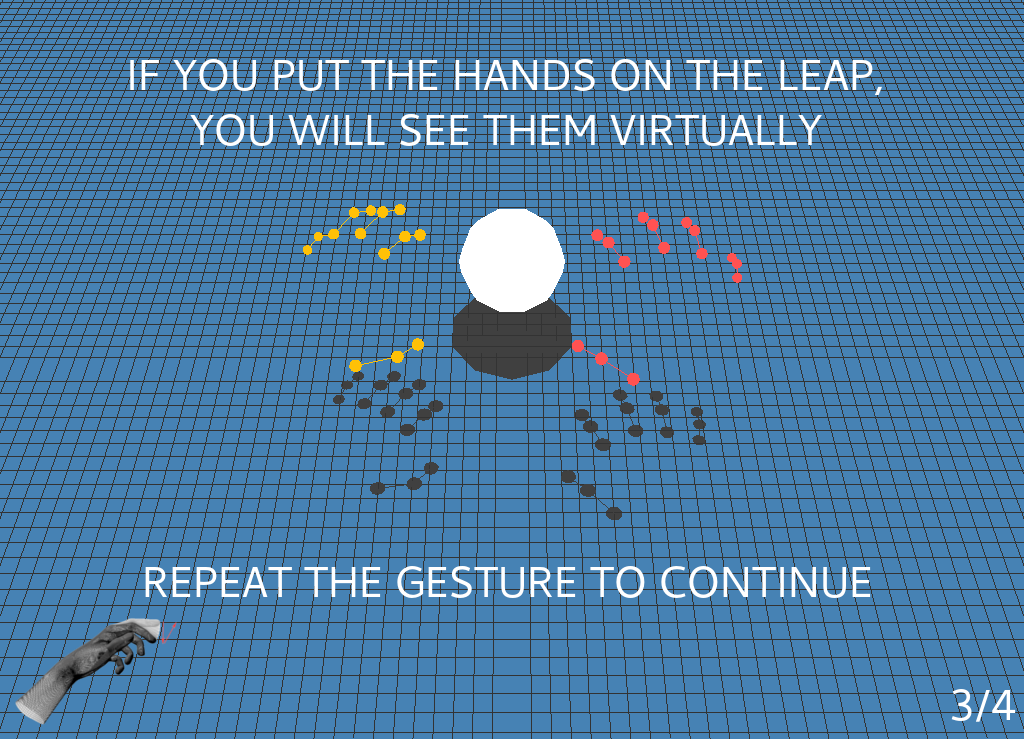 IF YOU PUT THE HANDS ON THE LEAP,
YOU WILL SEE THEM VIRTUALLY
REPEAT THE GESTURE TO CONTINUE
3/4